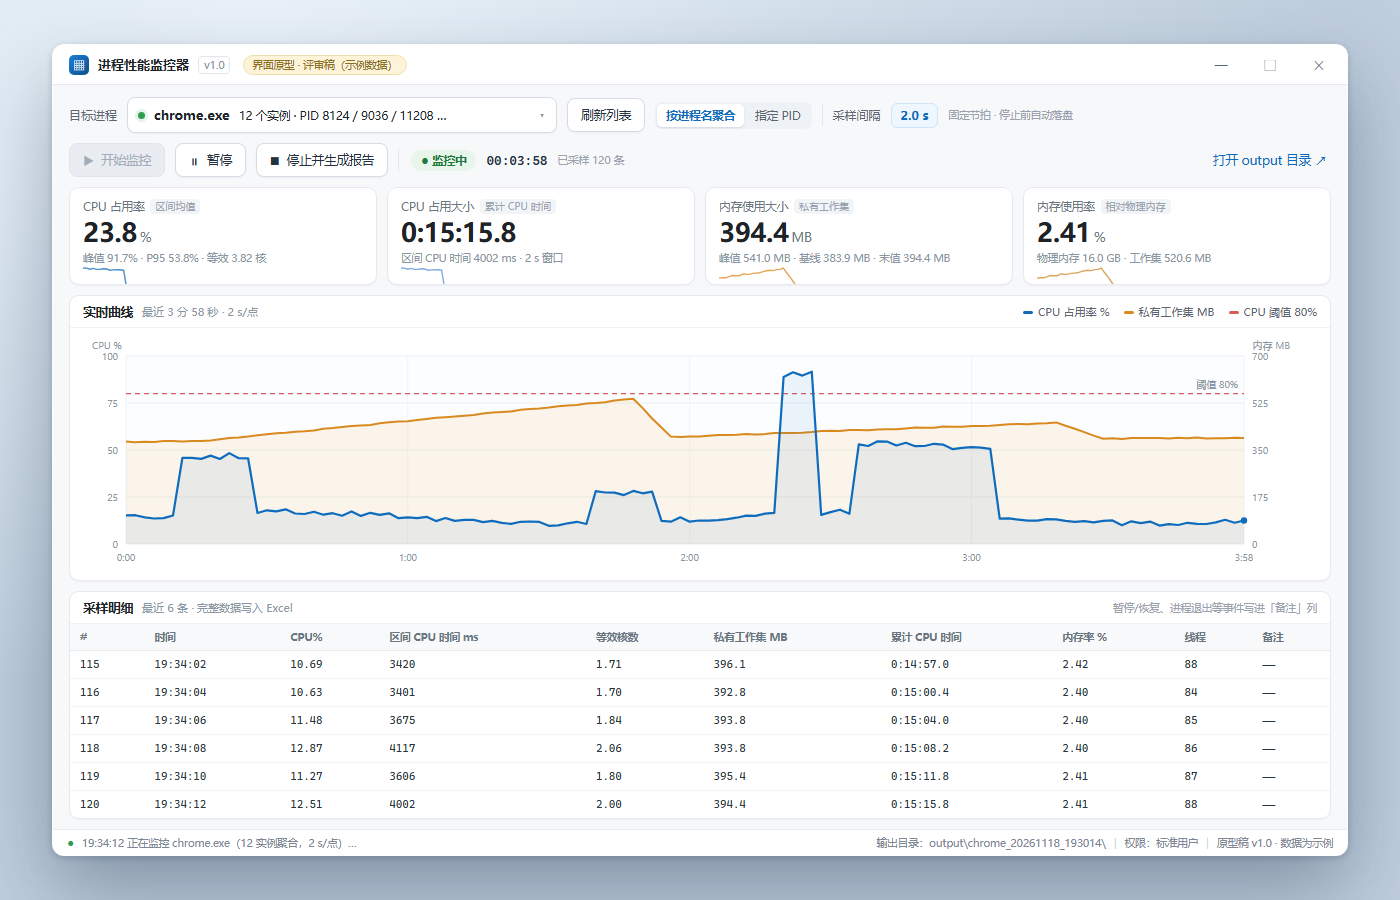 进程性能监控器 v1.0 界面原型 · 评审稿（示例数据）
目标进程 chrome.exe 12 个实例 · PID 8124 / 9036 / 11208 ... 刷新列表 按进程名聚合 指定 PID 采样间隔 2.0 s 固定节拍 · 停止前自动落盘
开始监控 暂停 停止并生成报告 监控中 00:03:58 已采样 120 条 打开 output 目录 ↗
CPU 占用率 区间均值
23.8 %
峰值 91.7% · P95 53.8% · 等效 3.82 核
CPU 占用大小 累计 CPU 时间
0:15:15.8
区间 CPU 时间 4002 ms · 2 s 窗口
内存使用大小 私有工作集
394.4 MB
峰值 541.0 MB · 基线 383.9 MB · 末值 394.4 MB
内存使用率 相对物理内存
2.41 %
物理内存 16.0 GB · 工作集 520.6 MB
实时曲线 最近 3 分 58 秒 · 2 s/点 CPU 占用率 % 私有工作集 MB CPU 阈值 80%
CPU % 内存 MB
100 700
阈值 80%
75 525
50 350
25 175
0 0
0:00 1:00 2:00 3:00 3:58
采样明细 最近 6 条 · 完整数据写入 Excel 暂停/恢复、进程退出等事件写进「备注」列
# 时间 CPU% 区间 CPU 时间 ms 等效核数 私有工作集 MB 累计 CPU 时间 内存率 % 线程 备注
115 19:34:02 10.69 3420 1.71 396.1 0:14:57.0 2.42 88 —
116 19:34:04 10.63 3401 1.70 392.8 0:15:00.4 2.40 84 —
117 19:34:06 11.48 3675 1.84 393.8 0:15:04.0 2.40 85 —
118 19:34:08 12.87 4117 2.06 393.8 0:15:08.2 2.40 86 —
119 19:34:10 11.27 3606 1.80 395.4 0:15:11.8 2.41 87 —
120 19:34:12 12.51 4002 2.00 394.4 0:15:15.8 2.41 88 —
19:34:12 正在监控 chrome.exe（12 实例聚合，2 s/点）... 输出目录：output\chrome_20261118_193014\ | 权限：标准用户 | 原型稿 v1.0 · 数据为示例